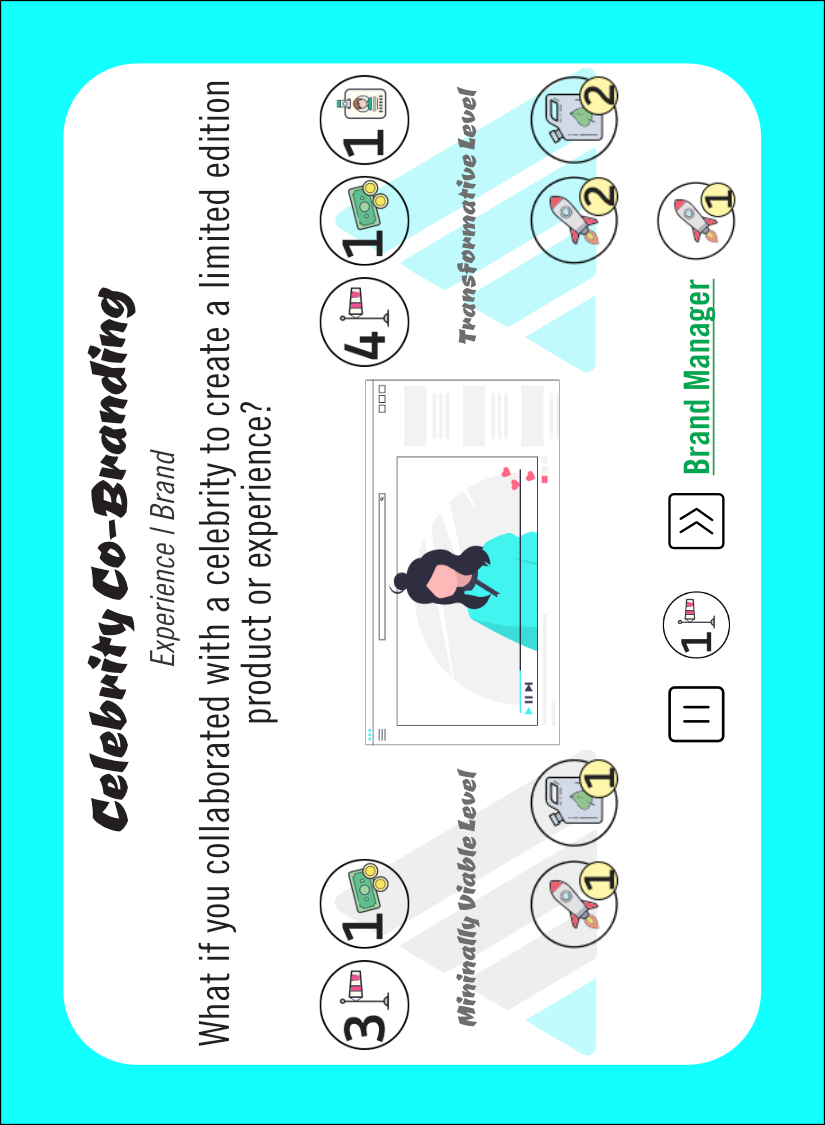 Celebrity Co-Branding
Experience | Brand
What if you collaborated with a celebrity to create a limited edition
product or experience?
3 1 4 1 1
Mininally Viable Level Transformative Level
1 1 2 2
1 Brand Manager 1